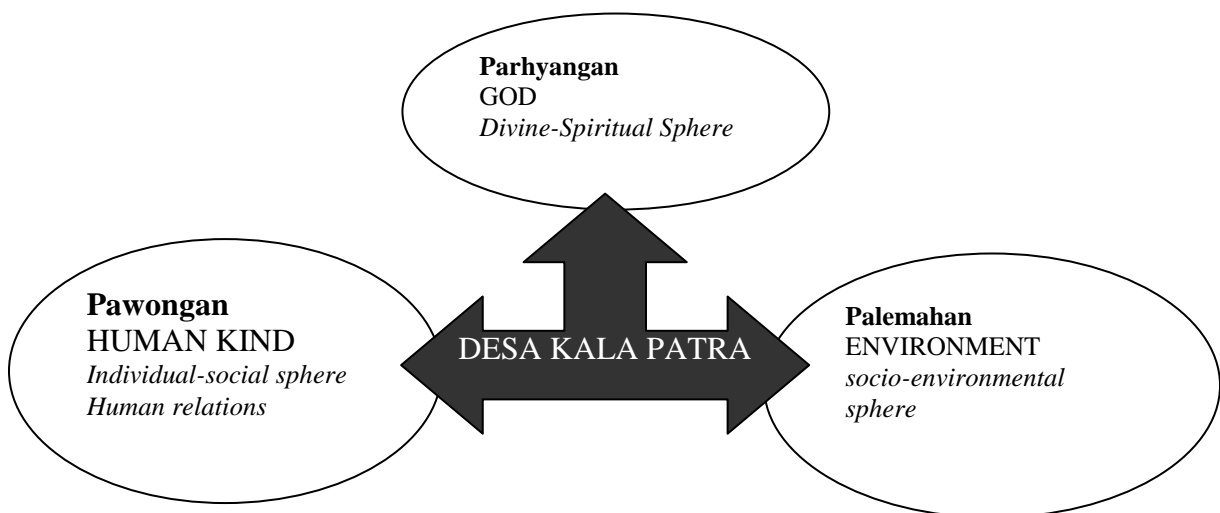 Parhyangan
GOD
Divine-Spiritual Sphere
Pawongan
HUMAN KIND
Individual-social sphere
Human relations
DESA KALA PATRA
Palemahan
ENVIRONMENT
socio-environmental
sphere